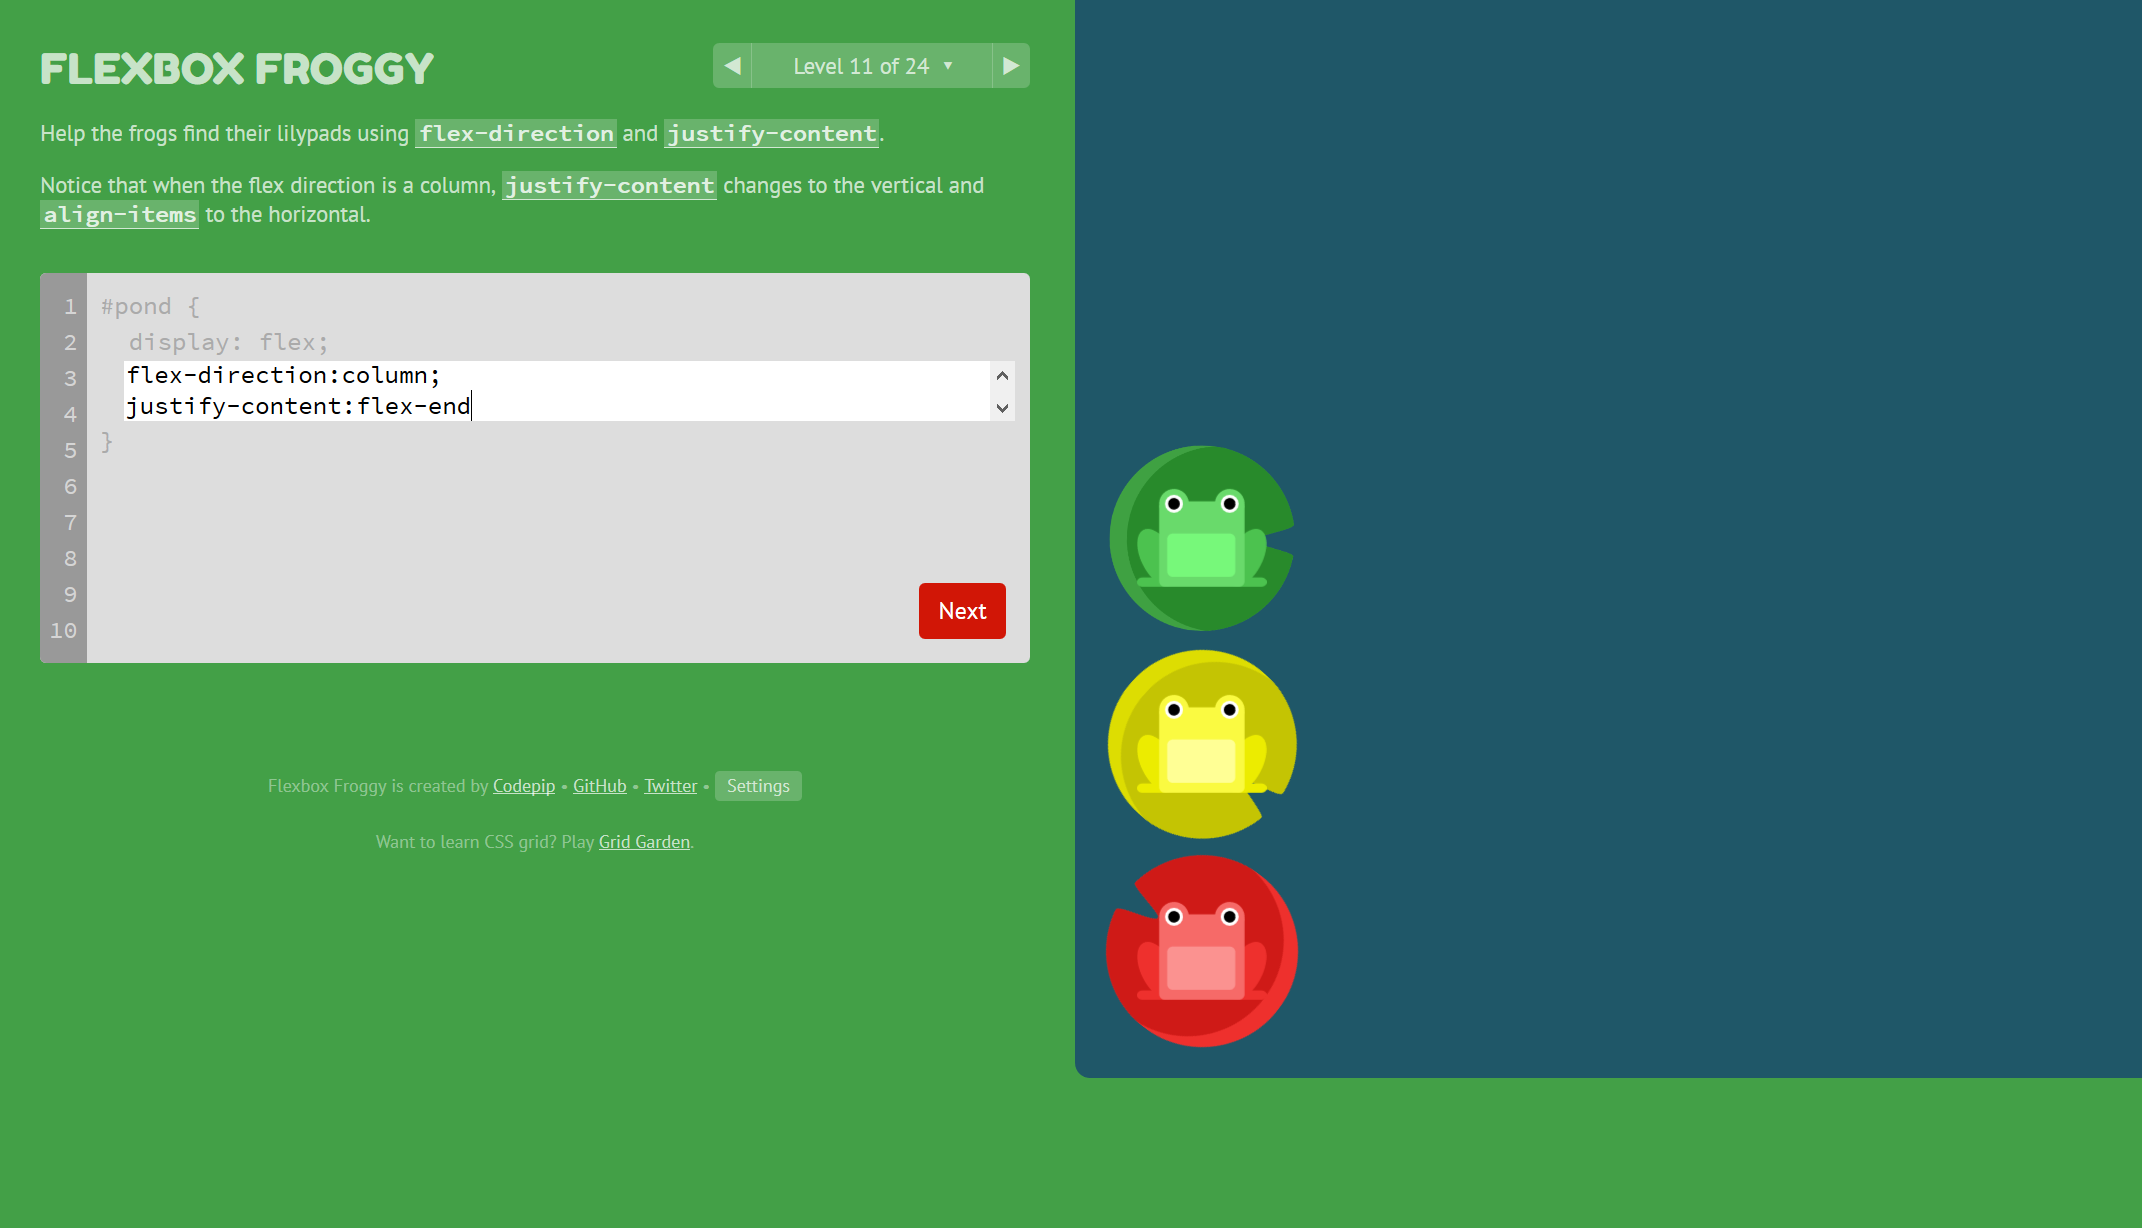 FLEXBOX FROGGY
◀ Level 11 of 24 ▼ ▶
Help the frogs find their lilypads using flex-direction and justify-content.
Notice that when the flex direction is a column, justify-content changes to the vertical and
align-items to the horizontal.
1 #pond {
2 display: flex;
3 flex-direction:column;
4 justify-content:flex-end
5 }
6
7
8
9
10
Next
Flexbox Froggy is created by Codepip • GitHub • Twitter • Settings
Want to learn CSS grid? Play Grid Garden.